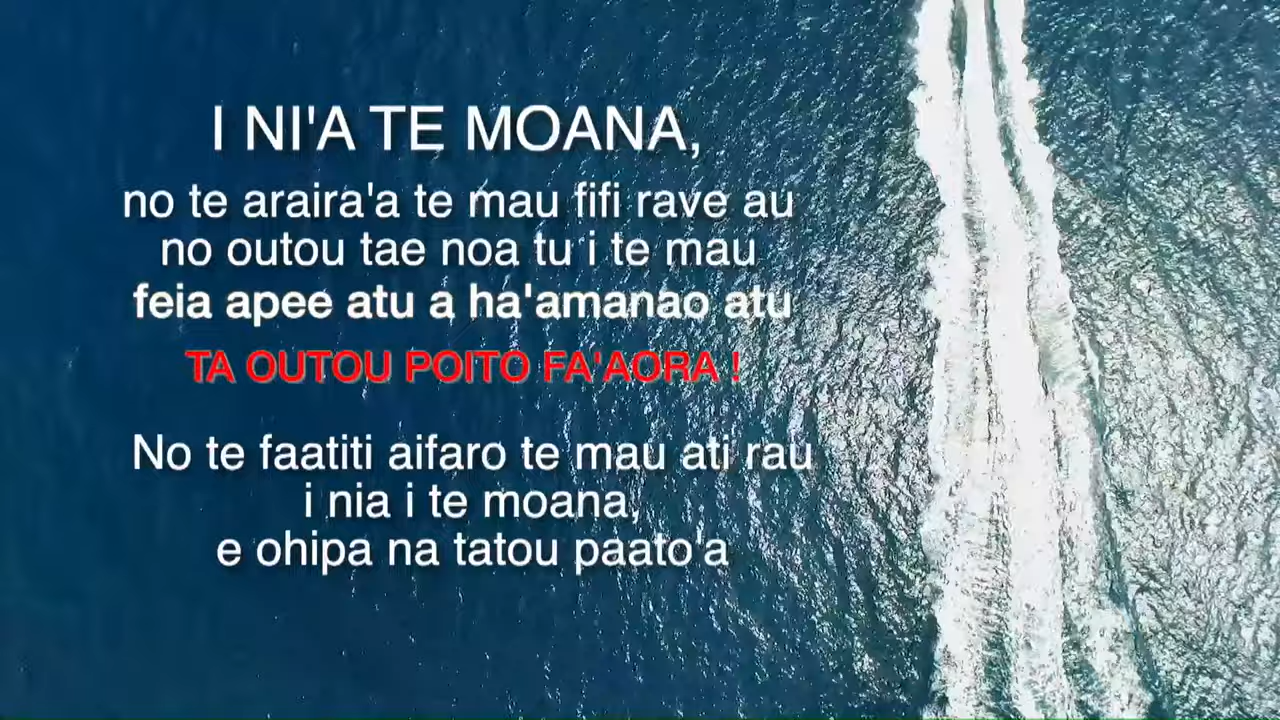 I NI'A TE MOANA,
no te araira'a te mau fifi rave au
no outou tae noa tu i te mau
feia apee atu a ha'amanao atu
TA OUTOU POITO FA'AORA !
No te faatiti aifaro te mau ati rau
i nia i te moana,
e ohipa na tatou paato'a